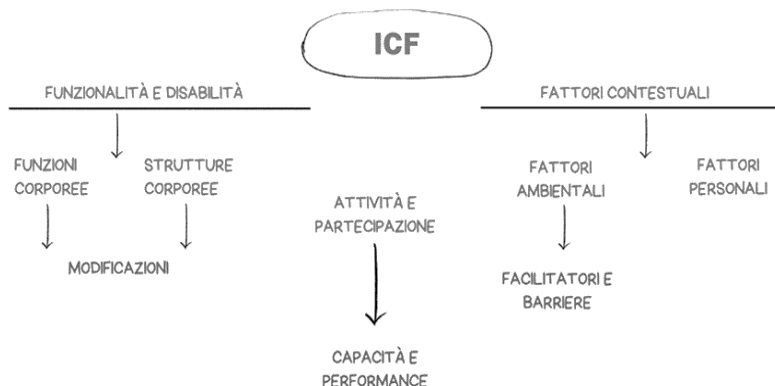 ICF
FUNZIONALITÀ E DISABILITÀ
FATTORI CONTESTUALI
FUNZIONI
CORPOREE
STRUTTURE
CORPOREE
MODIFICAZIONI
ATTIVITÀ E
PARTECIPAZIONE
CAPACITÀ E
PERFORMANCE
FATTORI
AMBIENTALI
FATTORI
PERSONALI
FACILITATORI E
BARRIERE